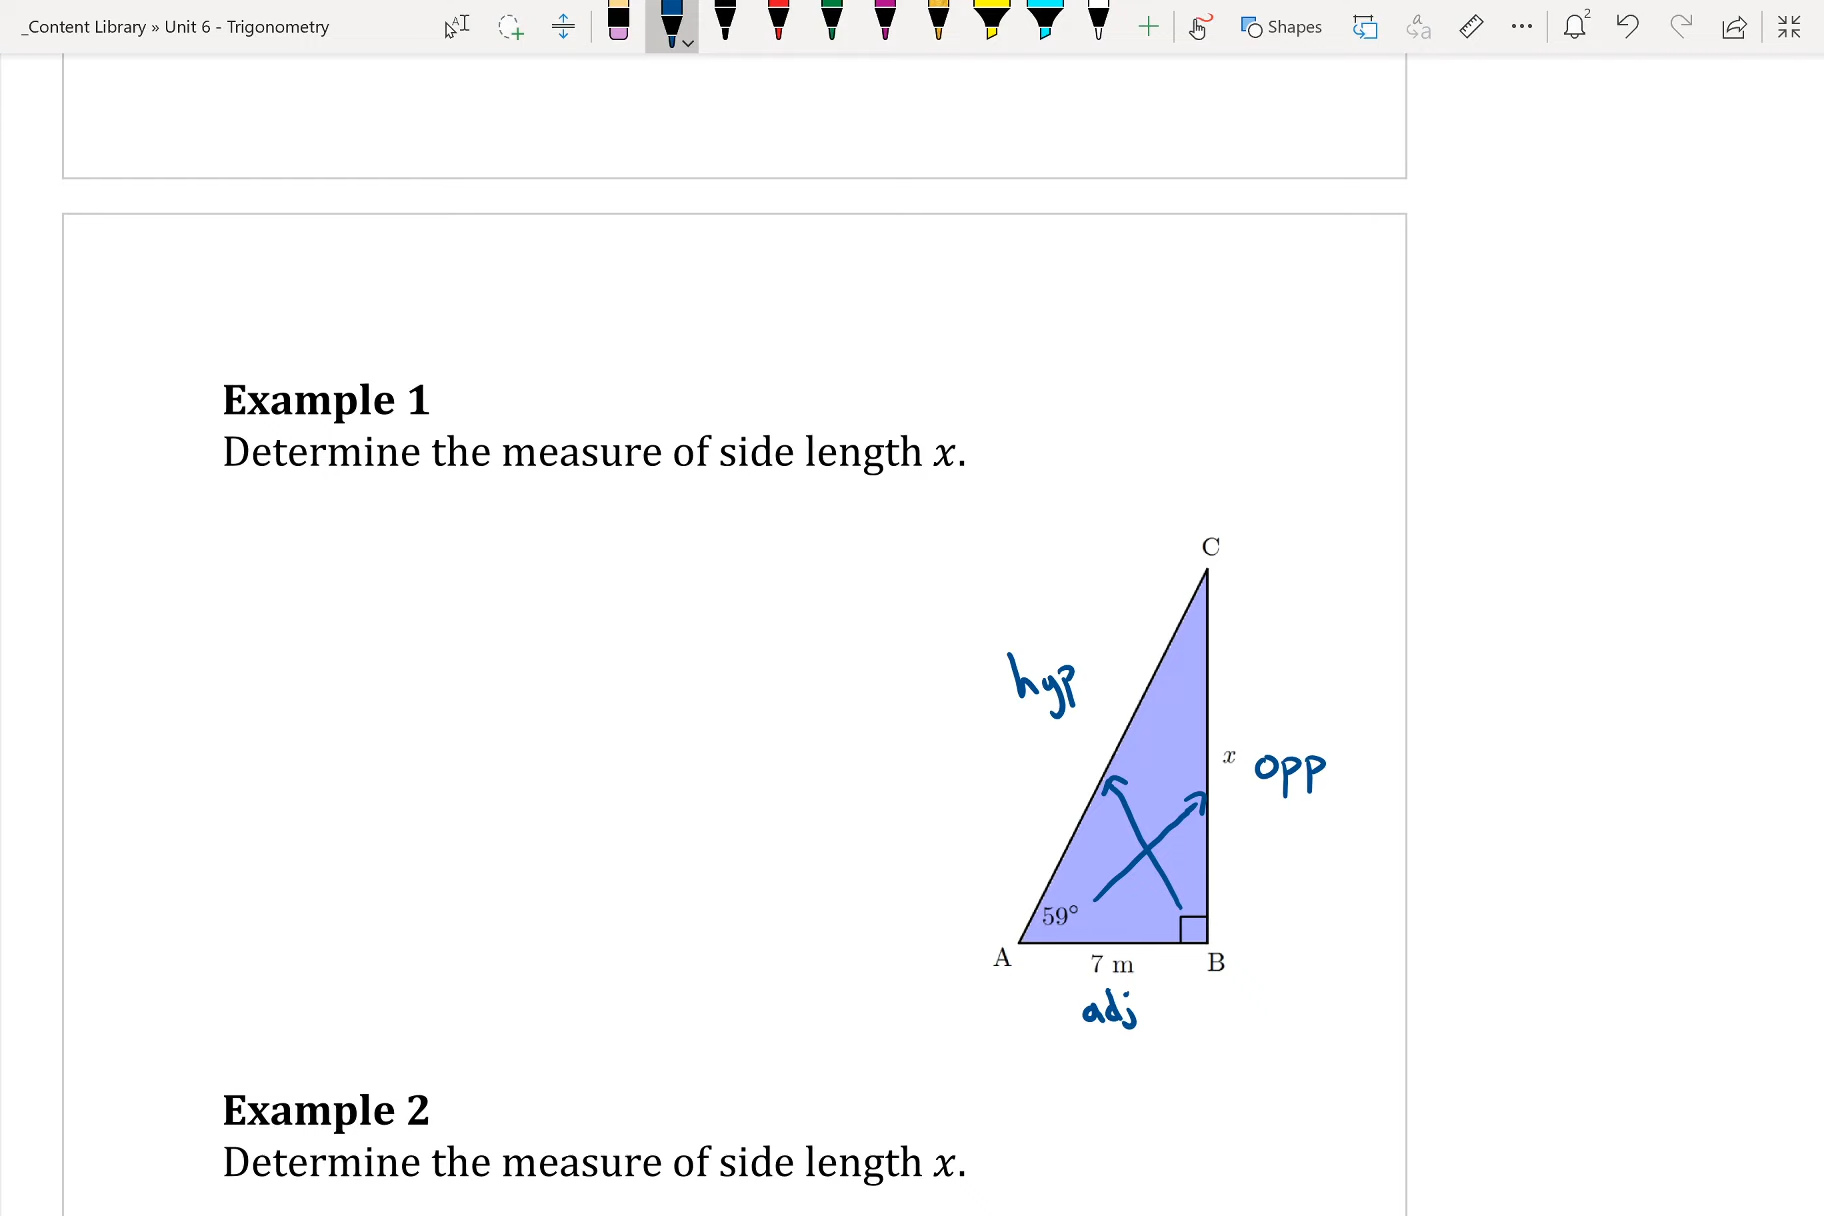 _Content Library » Unit 6 - Trigonometry
Shapes
2
Example 1
Determine the measure of side length x.
C
hyp
x opp
59°
A
7 m
B
adj
Example 2
Determine the measure of side length x.